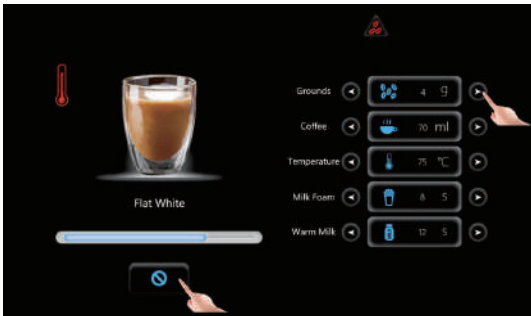 Grounds 4 g
Coffee 70 ml
Temperature 75 °C
Milk Foam 8 S
Warm Milk 12 S
Flat White